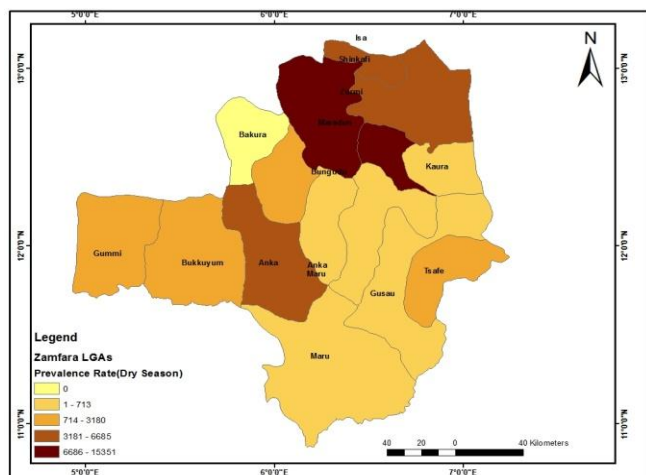 5°0'0"E 6°0'0"E 7°0'0"E
N
Isa
Shinkafi
Maradun
Bakura
Kaura
Bungudu
Gummi
Bukkuyum
Anka
Anka
Maru
Tsafe
Gusau
Maru
13°0'0"N
12°0'0"N
11°0'0"N
13°0'0"N
12°0'0"N
11°0'0"N
Legend
Zamfara LGAs
Prevalence Rate(Dry Season)
0
1 - 713
714 - 3180
3181 - 6685
6686 - 15351
40 20 0 40 Kilometers
5°0'0"E 6°0'0"E 7°0'0"E